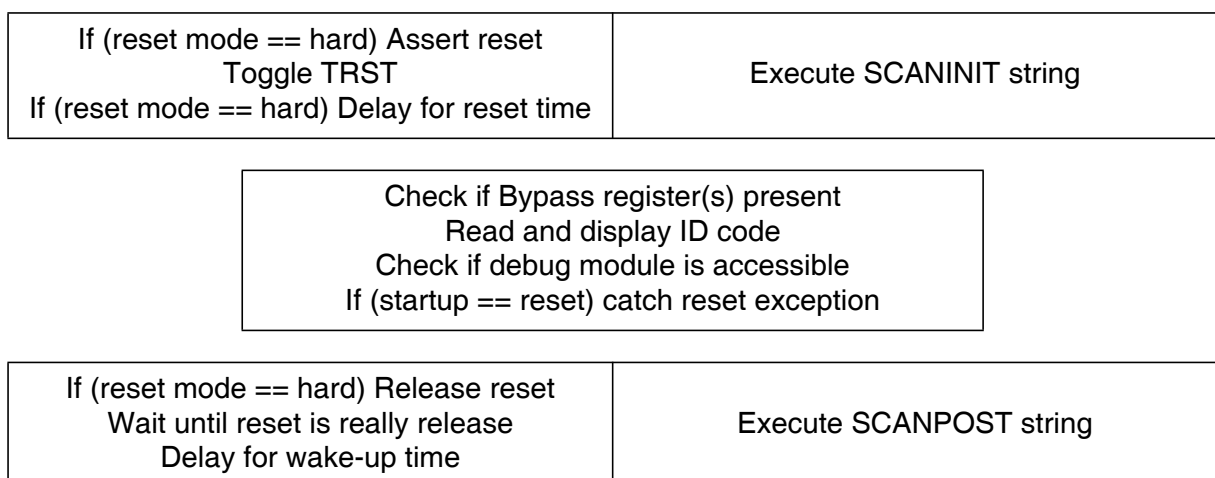 If (reset mode == hard) Assert reset
Toggle TRST
If (reset mode == hard) Delay for reset time
Execute SCANINIT string
Check if Bypass register(s) present
Read and display ID code
Check if debug module is accessible
If (startup == reset) catch reset exception
If (reset mode == hard) Release reset
Wait until reset is really release
Delay for wake-up time
Execute SCANPOST string